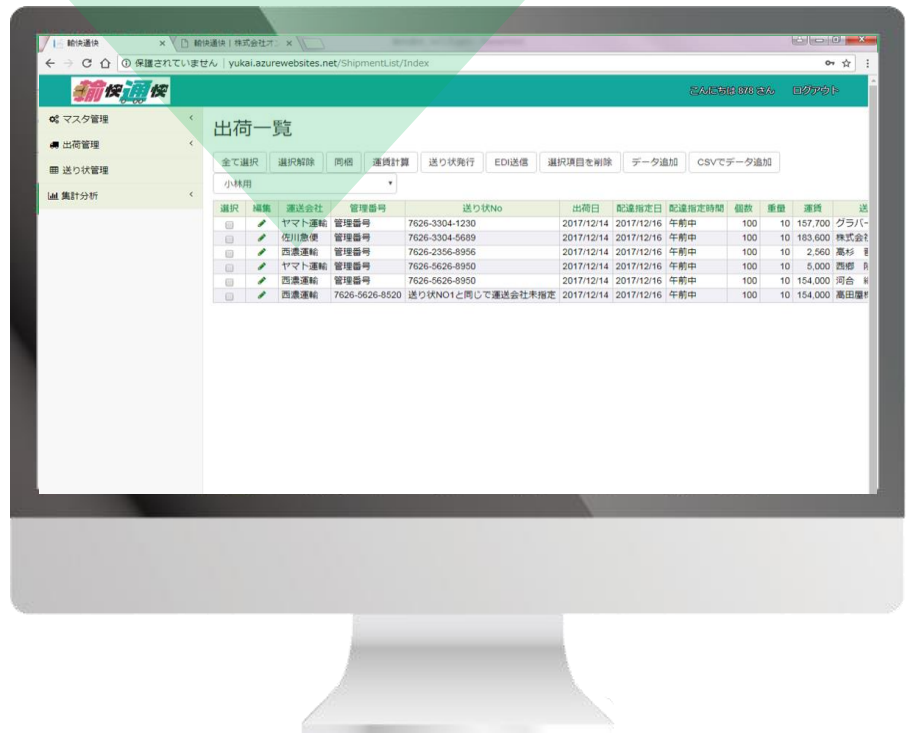 輸快通快
輸快通快 | 株式会社オ
保護されていません | yukai.azurewebsites.net/ShipmentList/Index
輸快通快
こんにちは 878 さん ログアウト
マスタ管理
出荷管理
送り状管理
集計分析
出荷一覧
全て選択 選択解除 同梱 運賃計算 送り状発行 EDI送信 選択項目を削除 データ追加 CSVでデータ追加
小林用
選択 編集 運送会社 管理番号 送り状No 出荷日 配達指定日 配達指定時間 個数 重量 運賃 送
ヤマト運輸 管理番号 7626-3304-1230 2017/12/14 2017/12/16 午前中 100 10 157,700 グラバー
佐川急便 管理番号 7626-3304-5689 2017/12/14 2017/12/16 午前中 100 10 183,600 株式会社
西濃運輸 管理番号 7626-2356-8956 2017/12/14 2017/12/16 午前中 100 10 2,560 高杉
ヤマト運輸 管理番号 7626-5626-8950 2017/12/14 2017/12/16 午前中 100 10 5,000 西郷
西濃運輸 管理番号 7626-5626-8950 2017/12/14 2017/12/16 午前中 100 10 154,000 河合
西濃運輸 7626-5626-8520 送り状NO1と同じで運送会社未指定 2017/12/14 2017/12/16 午前中 100 10 154,000 高田屋